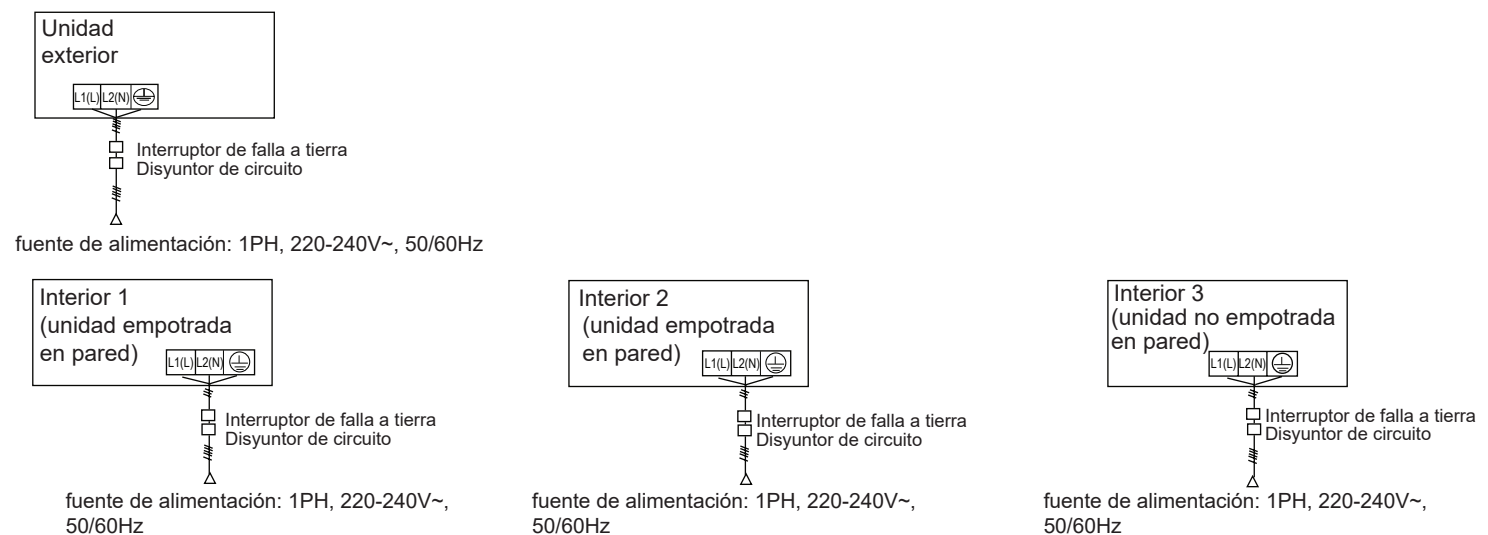 Unidad
exterior
L1(L) L2(N)
Interruptor de falla a tierra
Disyuntor de circuito
fuente de alimentación: 1PH, 220-240V~, 50/60Hz
Interior 1
(unidad empotrada
en pared)
L1(L) L2(N)
Interruptor de falla a tierra
Disyuntor de circuito
fuente de alimentación: 1PH, 220-240V~,
50/60Hz
Interior 2
(unidad empotrada
en pared)
L1(L) L2(N)
Interruptor de falla a tierra
Disyuntor de circuito
fuente de alimentación: 1PH, 220-240V~,
50/60Hz
Interior 3
(unidad no empotrada
en pared)
L1(L) L2(N)
Interruptor de falla a tierra
Disyuntor de circuito
fuente de alimentación: 1PH, 220-240V~,
50/60Hz